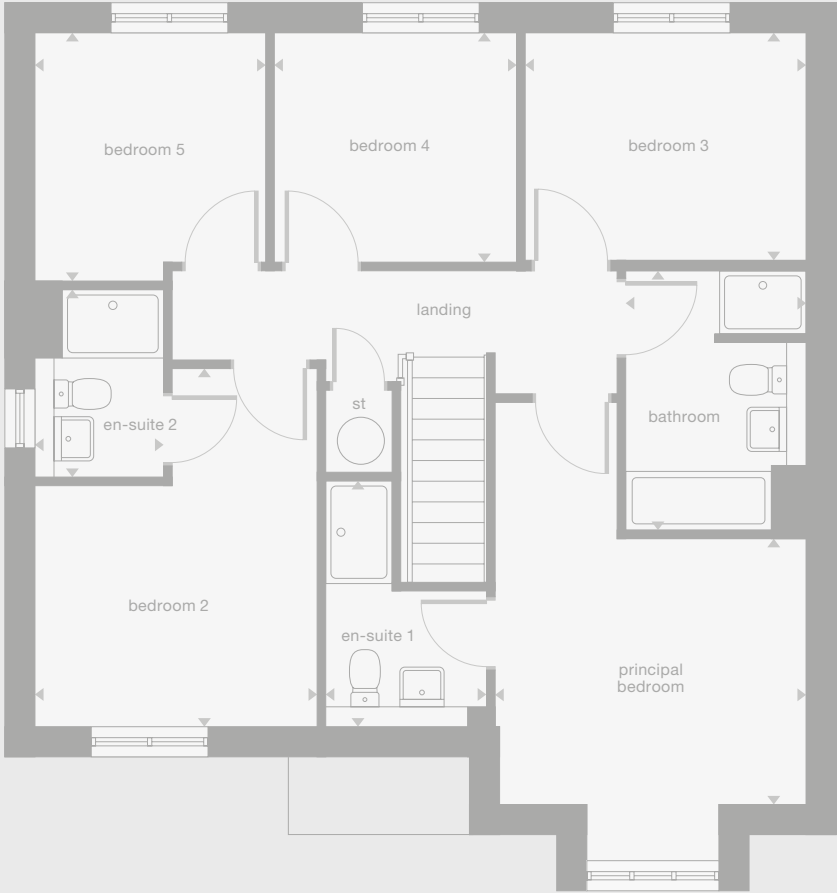 bedroom 5
bedroom 4
bedroom 3
landing
st
bathroom
en-suite 2
bedroom 2
en-suite 1
principal
bedroom